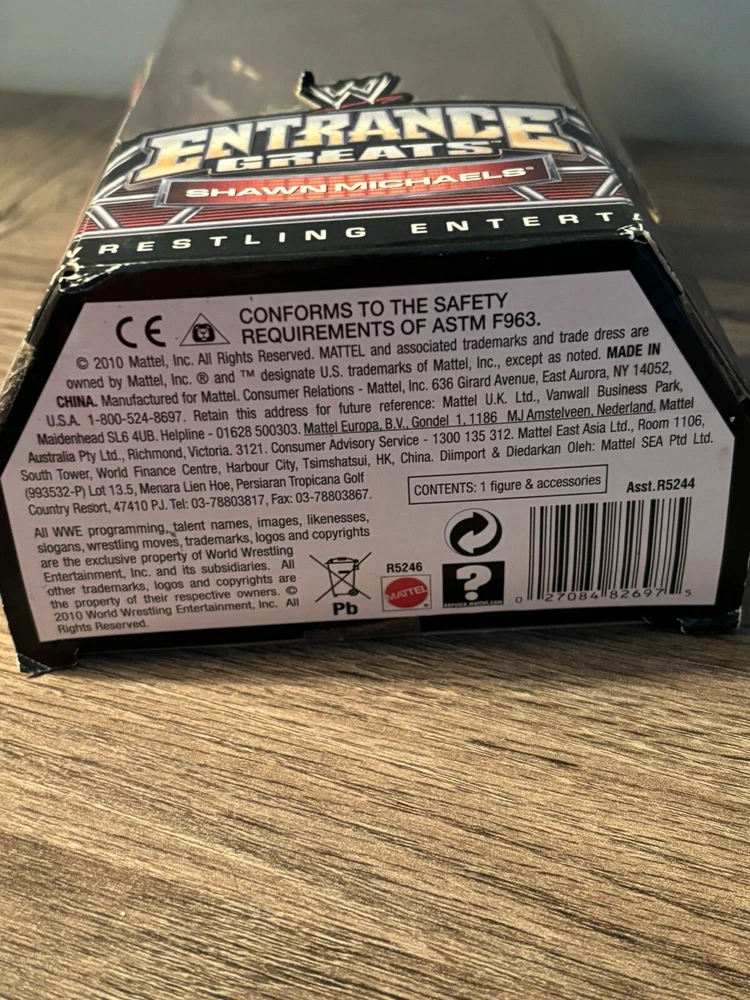 W
ENTRANCE™
GREATS
SHAWN MICHAELS®
WRESTLING ENTERT
CE CONFORMS TO THE SAFETY
REQUIREMENTS OF ASTM F963.
© 2010 Mattel, Inc. All Rights Reserved. MATTEL and associated trademarks and trade dress are
owned by Mattel, Inc. ® and ™ designate U.S. trademarks of Mattel, Inc., except as noted. MADE IN
CHINA. Manufactured for Mattel. Consumer Relations - Mattel, Inc. 636 Girard Avenue, East Aurora, NY 14052,
U.S.A. 1-800-524-8697. Retain this address for future reference: Mattel U.K. Ltd., Vanwall Business Park,
Maidenhead SL6 4UB. Helpline - 01628 500303. Mattel Europa, B.V., Gondel 1, 1186 MJ Amstelveen, Nederland. Mattel
Australia Pty Ltd., Richmond, Victoria. 3121. Consumer Advisory Service - 1300 135 312. Mattel East Asia Ltd., Room 1106,
South Tower, World Finance Centre, Harbour City, Tsimshatsui, HK, China. Diimport & Diedarkan Oleh: Mattel SEA Ptd Ltd.
(993532-P) Lot 13.5, Menara Lien Hoe, Persiaran Tropicana Golf
Country Resort, 47410 PJ. Tel: 03-78803817, Fax: 03-78803867.
CONTENTS: 1 figure & accessories
Asst. R5244
All WWE programming, talent names, images, likenesses,
slogans, wrestling moves, trademarks, logos and copyrights
are the exclusive property of World Wrestling
Entertainment, Inc. and its subsidiaries. All
other trademarks, logos and copyrights are
the property of their respective owners. ©
2010 World Wrestling Entertainment, Inc. All
Rights Reserved.
Pb
R5246
MATTEL
?
service.mattel.com
0 27084 82697 5